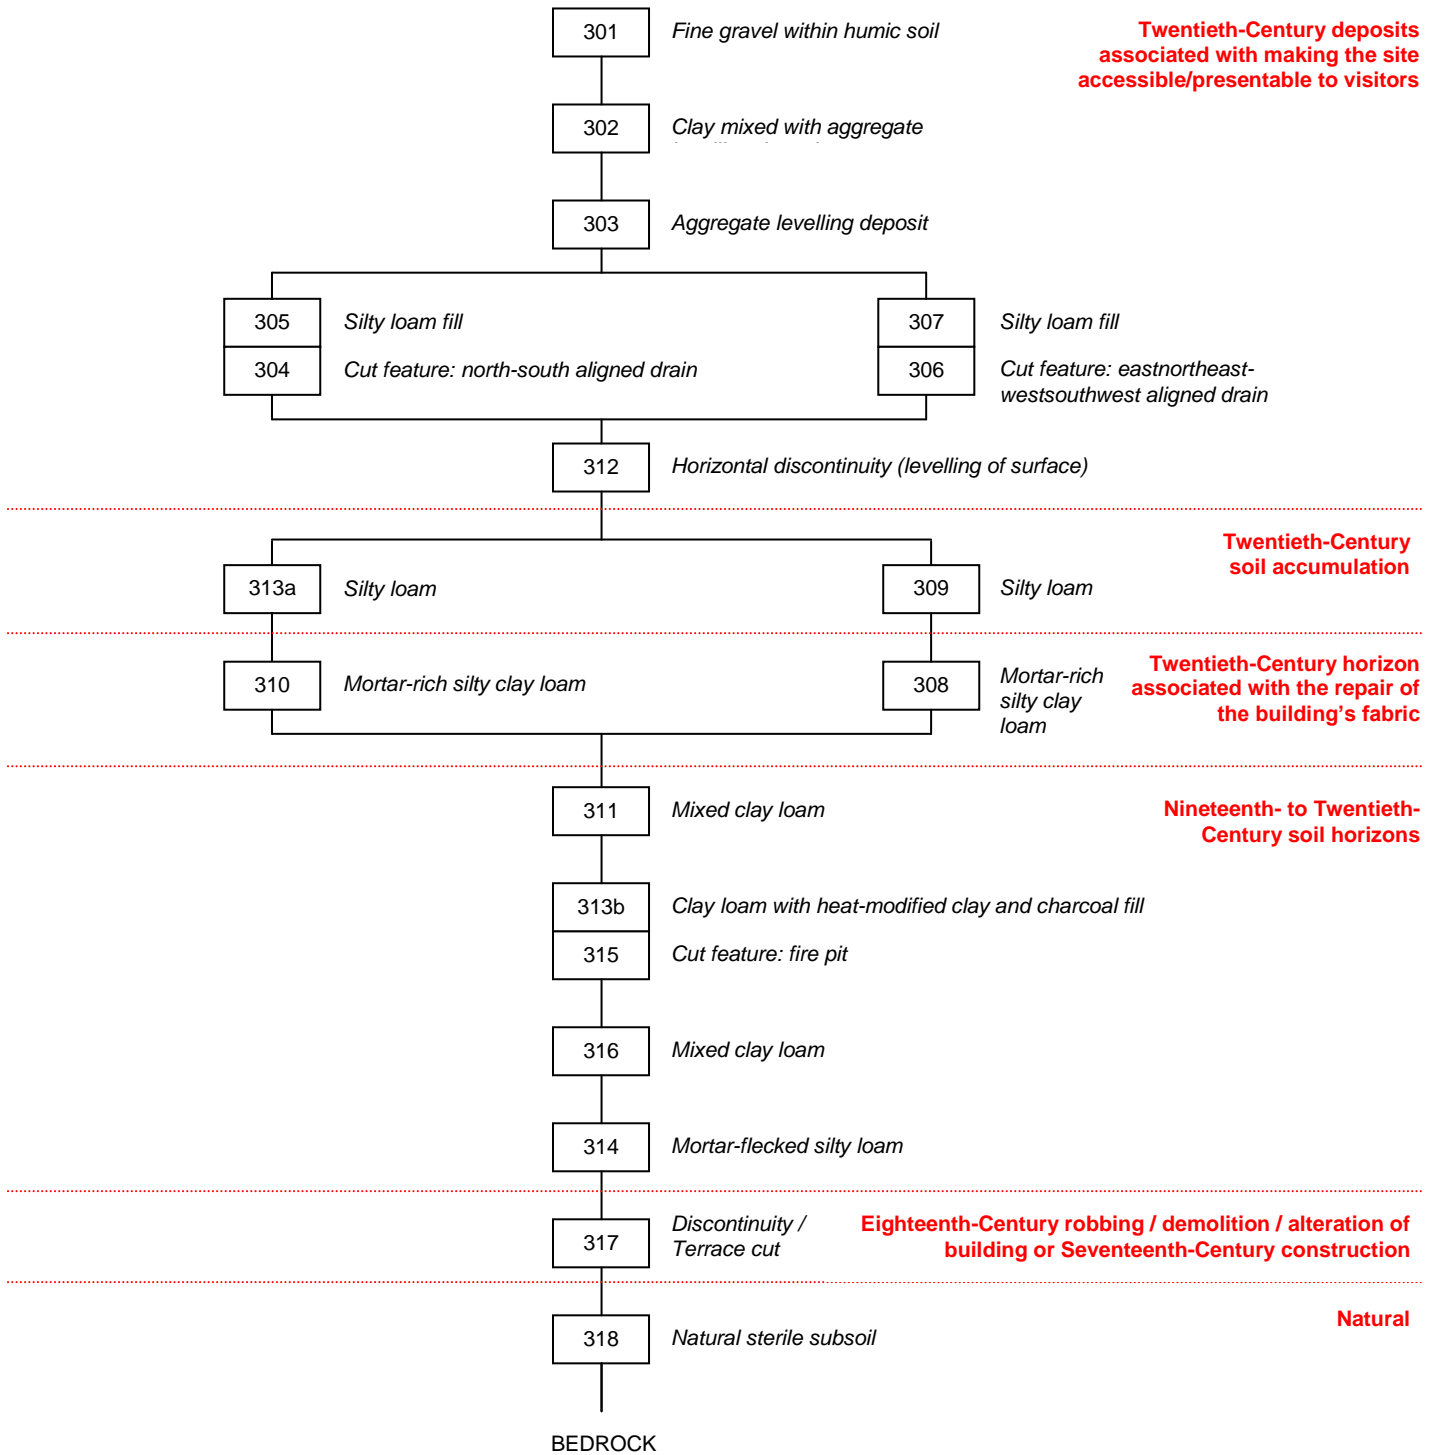 301
Fine gravel within humic soil
Twentieth-Century deposits
associated with making the site
accessible/presentable to visitors
302
Clay mixed with aggregate
303
Aggregate levelling deposit
305
Silty loam fill
307
Silty loam fill
304
Cut feature: north-south aligned drain
306
Cut feature: eastnortheast-
westsouthwest aligned drain
312
Horizontal discontinuity (levelling of surface)
Twentieth-Century
soil accumulation
313a
Silty loam
309
Silty loam
310
Mortar-rich silty clay loam
308
Mortar-rich
silty clay
loam
Twentieth-Century horizon
associated with the repair of
the building’s fabric
311
Mixed clay loam
Nineteenth- to Twentieth-
Century soil horizons
313b
Clay loam with heat-modified clay and charcoal fill
315
Cut feature: fire pit
316
Mixed clay loam
314
Mortar-flecked silty loam
317
Discontinuity /
Terrace cut
Eighteenth-Century robbing / demolition / alteration of
building or Seventeenth-Century construction
Natural
318
Natural sterile subsoil
BEDROCK